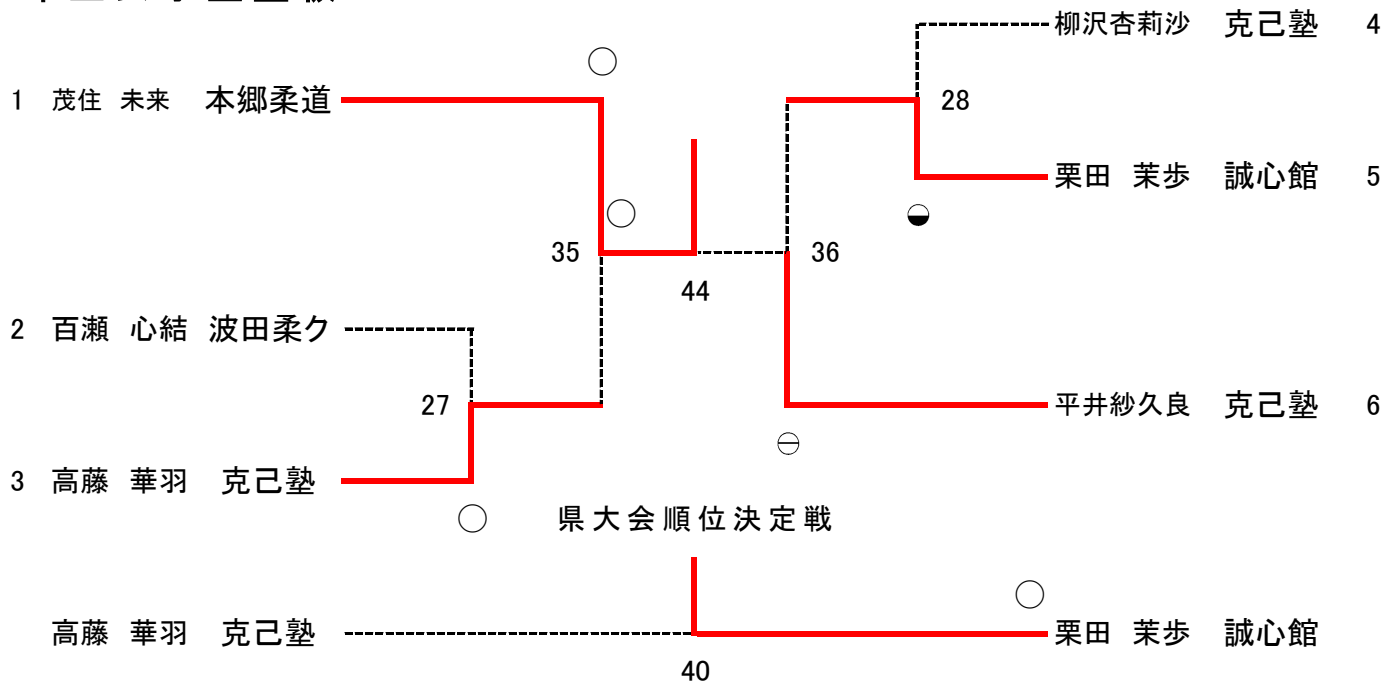 柳沢杏莉沙 克己塾 4
1 茂住 未来 本郷柔道
28
栗田 茉歩 誠心館 5
35
36
44
2 百瀬 心結 波田柔ク
27
平井紗久良 克己塾 6
3 高藤 華羽 克己塾
県大会順位決定戦
高藤 華羽 克己塾
栗田 茉歩 誠心館
40